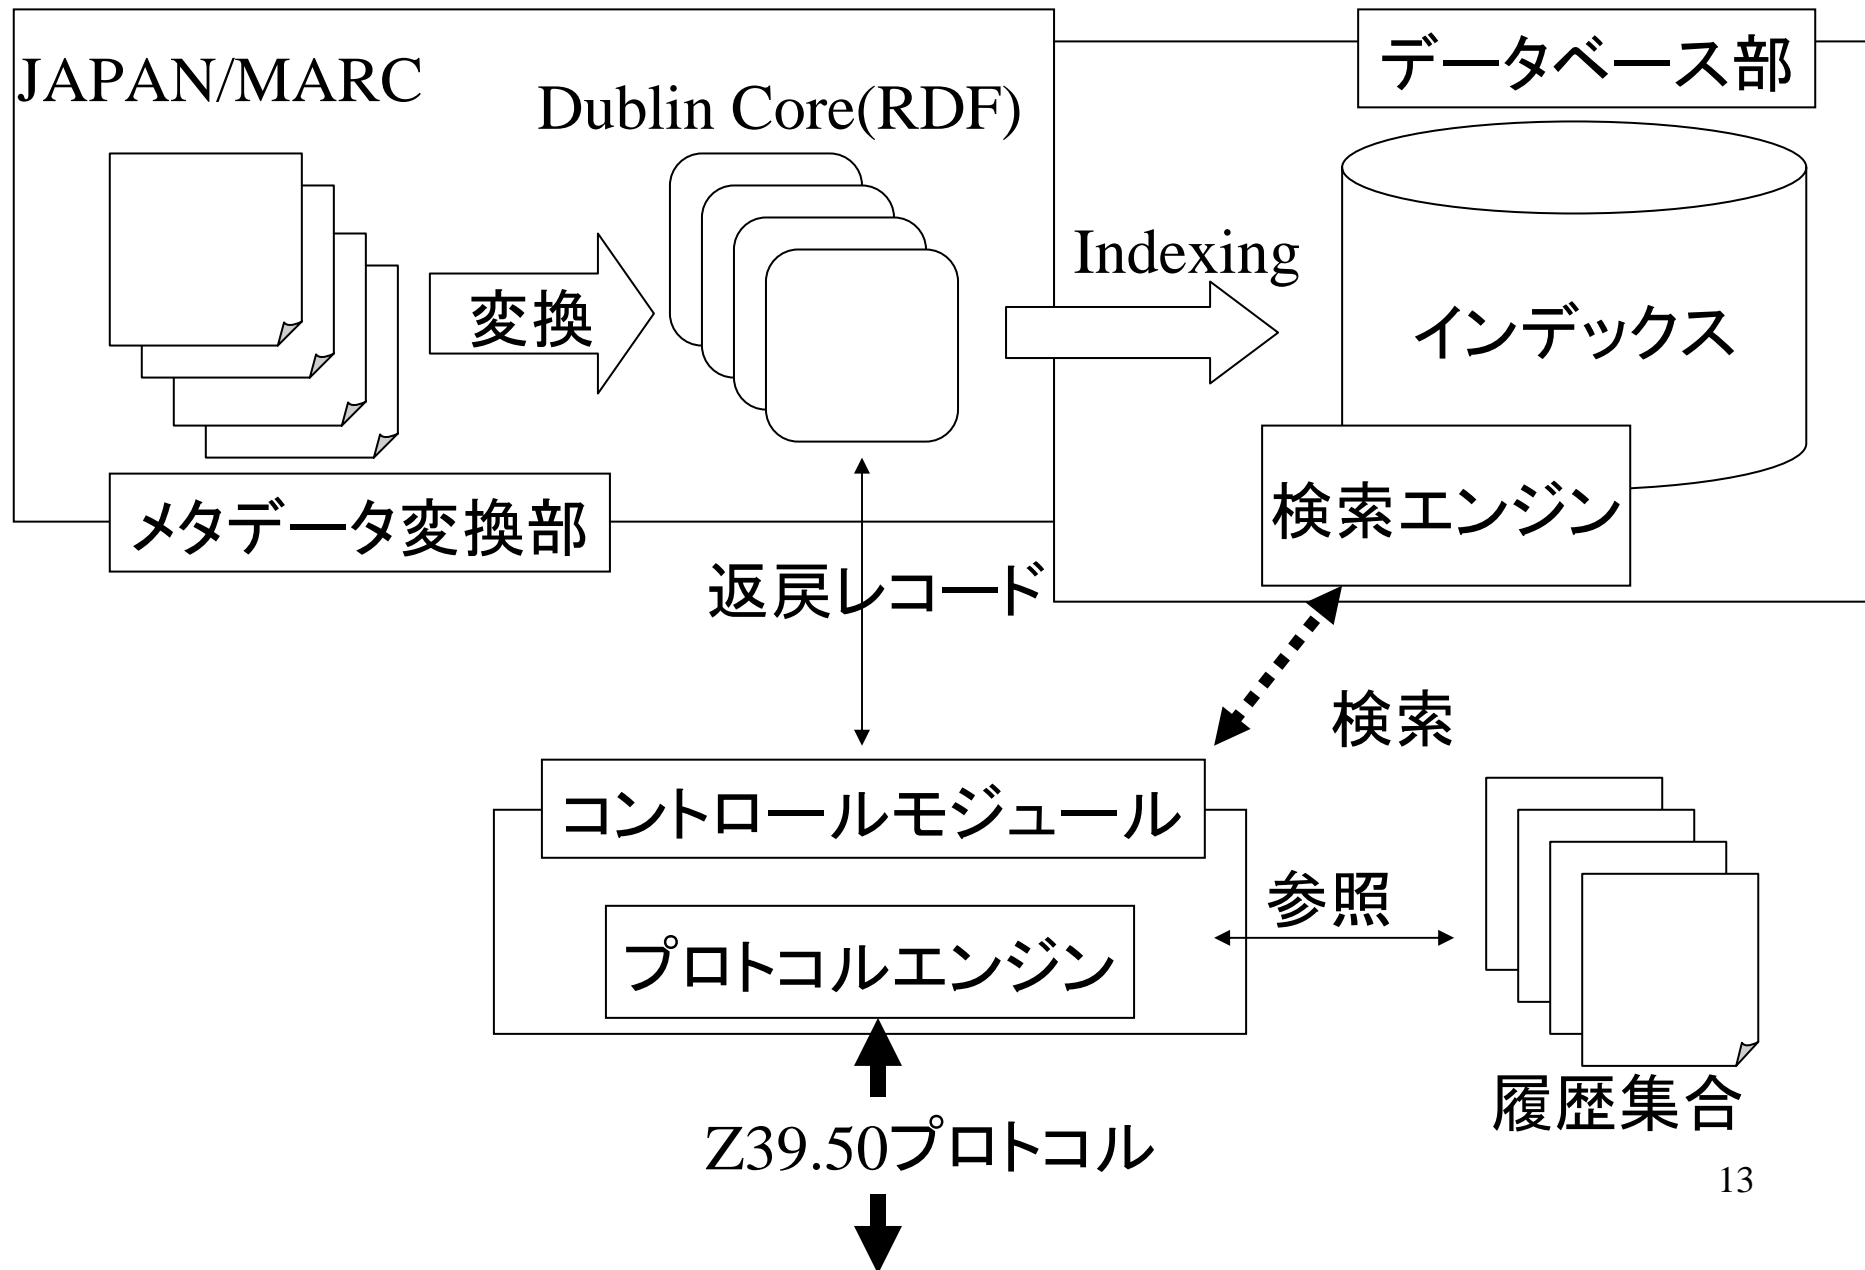 JAPAN/MARC
Dublin Core(RDF)
データベース部
変換
Indexing
インデックス
メタデータ変換部
検索エンジン
返戻レコード
検索
コントロールモジュール
参照
プロトコルエンジン
履歴集合
Z39.50プロトコル
13